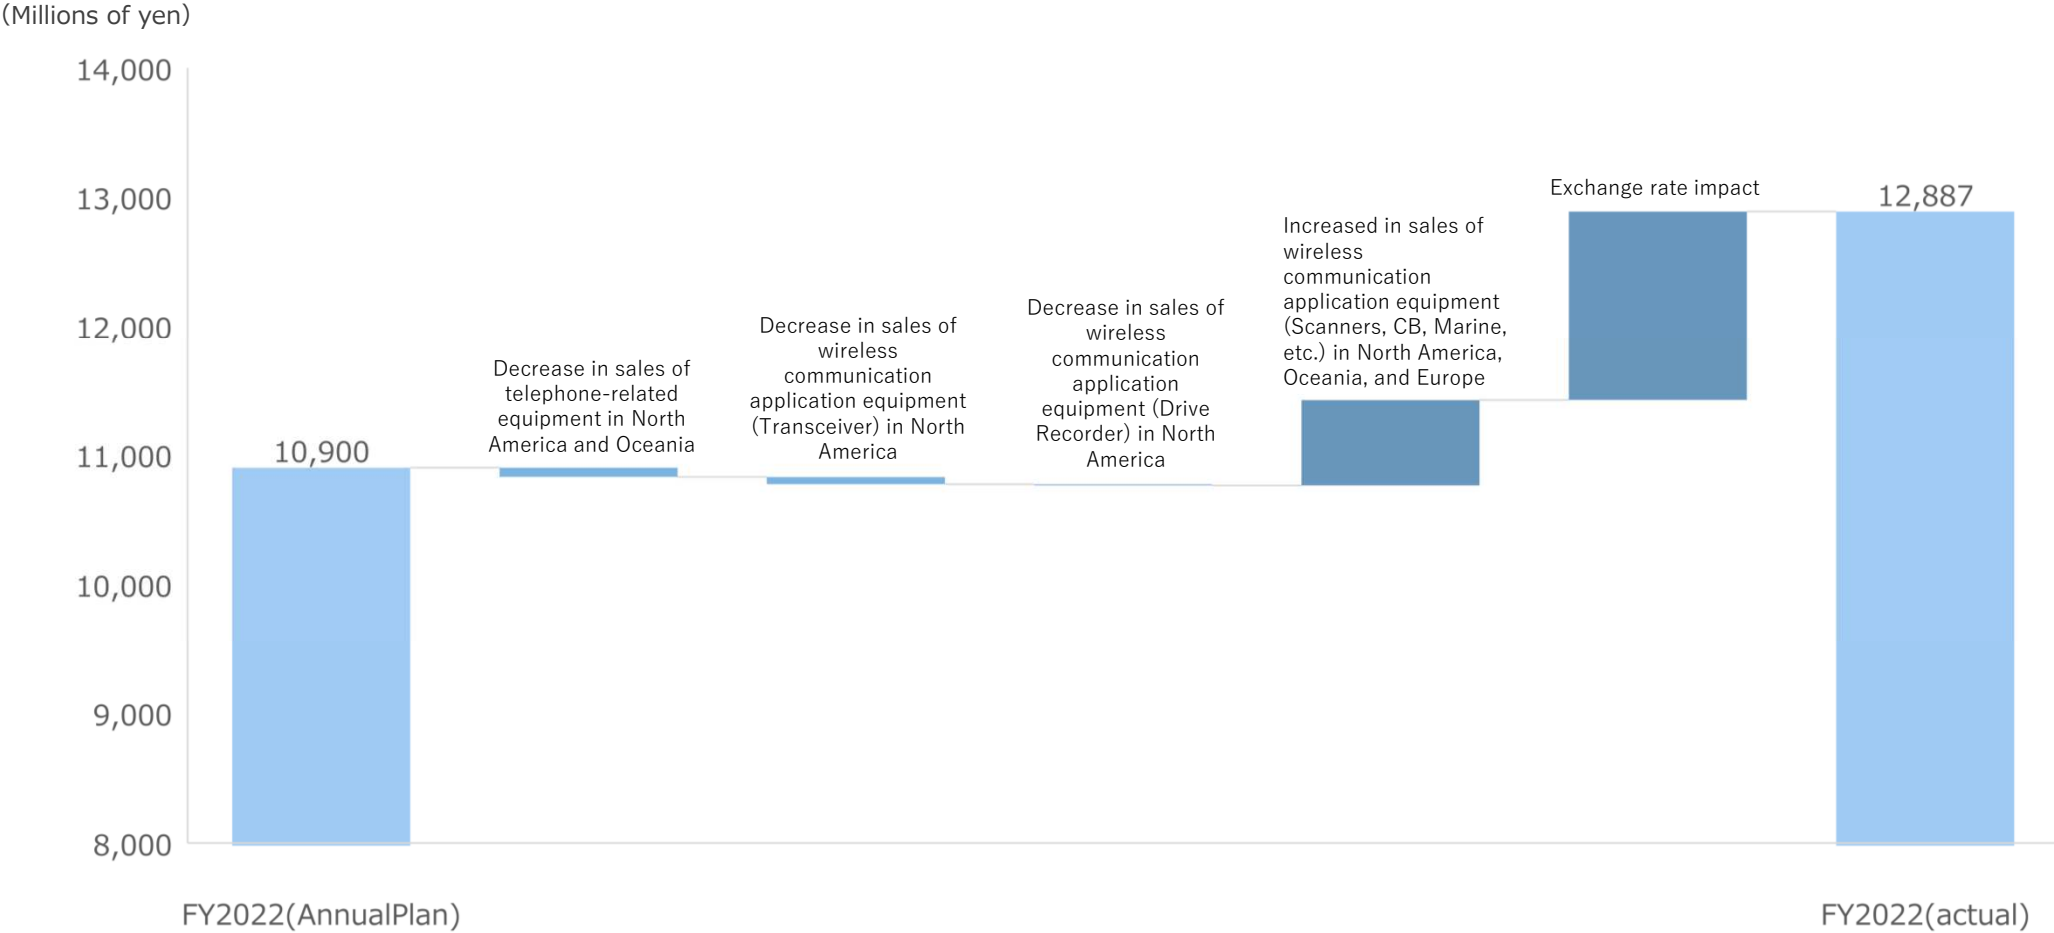 (Millions of yen)
14,000
13,000
12,000
11,000
10,000
9,000
8,000
10,900
Decrease in sales of
telephone-related
equipment in North
America and Oceania
Decrease in sales of
wireless
communication
application equipment
(Transceiver) in North
America
Decrease in sales of
wireless
communication
application
equipment (Drive
Recorder) in North
America
Increased in sales of
wireless
communication
application equipment
(Scanners, CB, Marine,
etc.) in North America,
Oceania, and Europe
Exchange rate impact
12,887
FY2022(AnnualPlan)
FY2022(actual)